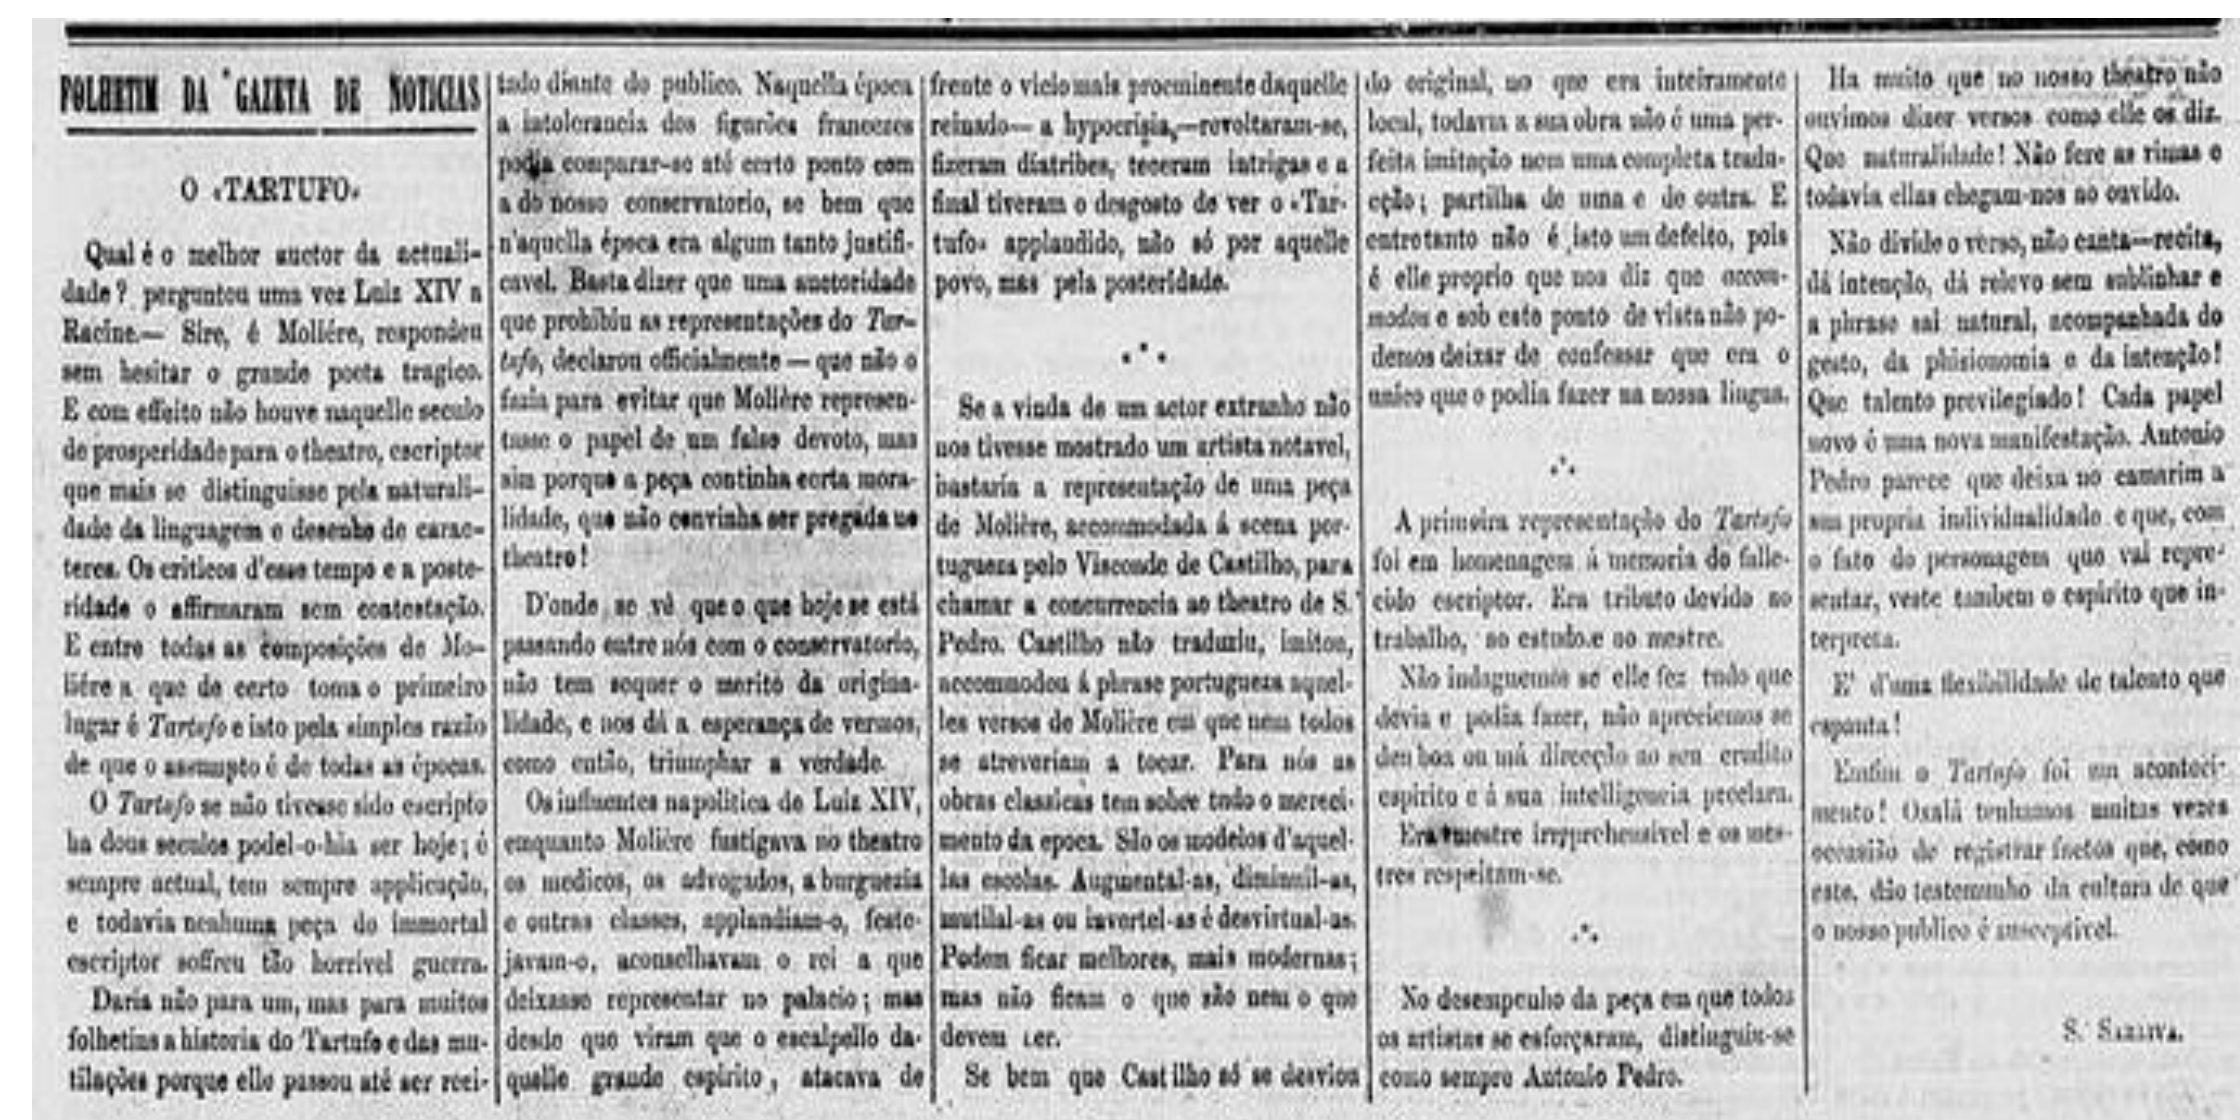 FOLHETIM DA GAZETA DE NOTICIAS
O «TARTUFO»
Qual é o melhor auctor da actuali-
dade? perguntou uma vez Luiz XIV a
Racine.— Sire, é Moliére, respondeu
sem hesitar o grande poeta tragico.
E com effeito não houve naquelle seculo
de prosperidade para o theatro, escriptor
que mais se distinguisse pela naturali-
dade da linguagem e desenho de carac-
teres. Os criticos d'esse tempo e a poste-
ridade o affirmaram sem contestação.
E entre todas as composições de Mo-
liére a que de certo toma o primeiro
lugar é Tartufo e isto pela simples razão
de que o assumpto é de todas as épocas.
O Tartufo se não tivesse sido escripto
ha dous seculos podel-o-hia ser hoje; é
sempre actual, tem sempre applicação,
e todavia nenhuma peça do immortal
escriptor soffreu tão horrivel guerra.
Daria não para um, mas para muitos
folhetins a historia do Tartufo e das mu-
tilações porque elle passou até ser reci-
tado diante do publico. Naquella época
a intolerancia dos figurões francezes
podia comparar-se até certo ponto com
a do nosso conservatorio, se bem que
n'aquella época era algum tanto justifi-
cavel. Basta dizer que uma auctoridade
que prohibiu as representações do Tar-
tufo, declarou officialmente — que não o
fazia para evitar que Molière represen-
tasse o papel de um falso devoto, mas
sim porque a peça continha certa mora-
lidade, que não convinha ser pregada no
theatro!
D'onde se vê que o que hoje se está
passando entre nós com o conservatorio,
não tem sequer o merito da origina-
lidade, e nos dá a esperança de vermos,
como então, triumphar a verdade.
Os influentes na politica de Luiz XIV,
emquanto Molière fustigava no theatro
os medicos, os advogados, a burguezia
e outras classes, applaudiam-o, feste-
javam-o, aconselhavam o rei a que
deixasse representar no palacio; mas
desde que viram que o escalpello da-
quelle grande espirito, atacava de
frente o vicio mais proeminente daquelle
reinado— a hypocrisia,—revoltaram-se,
fizeram diatribes, teceram intrigas e a
final tiveram o desgosto de ver o «Tar-
tufo» applaudido, não só por aquelle
povo, mas pela posteridade.
Se a vinda de um actor extranho não
nos tivesse mostrado um artista notavel,
bastaria a representação de uma peça
de Molière, accommodada á scena por-
tugueza pelo Visconde de Castilho, para
chamar a concurrencia ao theatro de S.
Pedro. Castilho não traduziu, imitou,
accommodou á phrase portugueza aquel-
les versos de Molière em que nem todos
se atreveriam a tocar. Para nós as
obras classicas tem sobre tudo o mereci-
mento da epoca. São os modelos d'aquel-
las escolas. Augmental-as, diminuil-as,
mutilal-as ou invertel-as é desvirtual-as.
Podem ficar melhores, mais modernas;
mas não ficam o que são nem o que
devem ser.
Se bem que Castilho só se desviou
do original, no que era inteiramente
local, todavia a sua obra não é uma per-
feita imitação nem uma completa tradu-
cção; partilha de uma e de outra. E
entretanto não é isto um defeito, pois
é elle proprio que nos diz que accom-
modou e sob este ponto de vista não po-
demos deixar de confessar que era o
unico que o podia fazer na nossa lingua.
A primeira representação do Tartufo
foi em homenagem á memoria do falle-
cido escriptor. Era tributo devido ao
trabalho, ao estudo e ao mestre.
Não indaguemos se elle fez tudo que
devia e podia fazer, não apreciemos se
deu boa ou má direcção ao seu erudito
espirito e á sua intelligencia preclara.
Era mestre irreprehensivel e os mes-
tres respeitam-se.
No desempenho da peça em que todos
os artistas se esforçaram, distinguiu-se
como sempre Antonio Pedro.
Ha muito que no nosso theatro não
ouvimos dizer versos como elle os diz.
Que naturalidade! Não fere as rimas e
todavia ellas chegam-nos ao ouvido.
Não divide o verso, não canta—recita,
dá intenção, dá relevo sem sublinhar e
a phrase sai natural, acompanhada do
gesto, da phisionomia e da intenção!
Que talento previlegiado! Cada papel
novo é uma nova manifestação. Antonio
Pedro parece que deixa no camarim a
sua propria individualidade e que, com
o fato do personagem que vai repre-
sentar, veste tambem o espirito que in-
terpreta.
E' d'uma flexibilidade de talento que
espanta!
Emfim o Tartufo foi um aconteci-
mento! Oxalá tenhamos muitas vezes
occasião de registrar factos que, como
este, dão testemunho da cultura de que
o nosso publico é susceptivel.
S. SARAIVA.